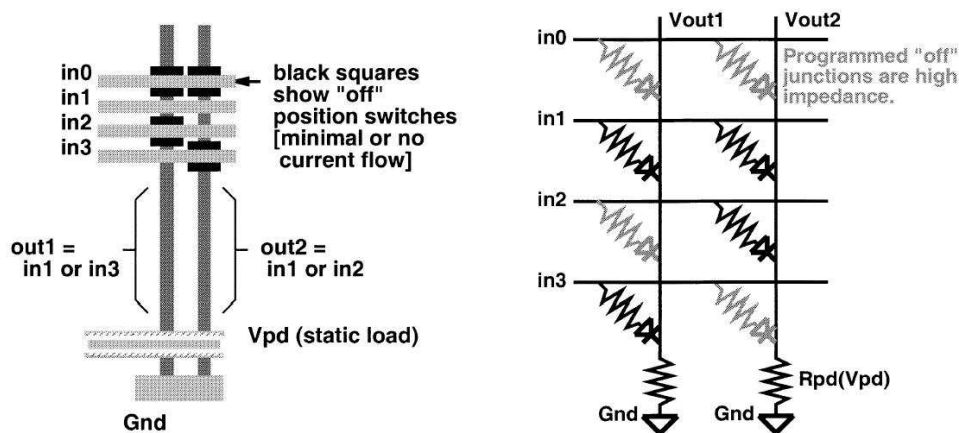 in0
in1
in2
in3
black squares
show "off"
position switches
[minimal or no
current flow]
out1 =
in1 or in3
out2 =
in1 or in2
Vpd (static load)
Gnd
Vout1
Vout2
in0
Programmed "off"
junctions are high
impedance.
in1
in2
in3
Rpd(Vpd)
Gnd
Gnd